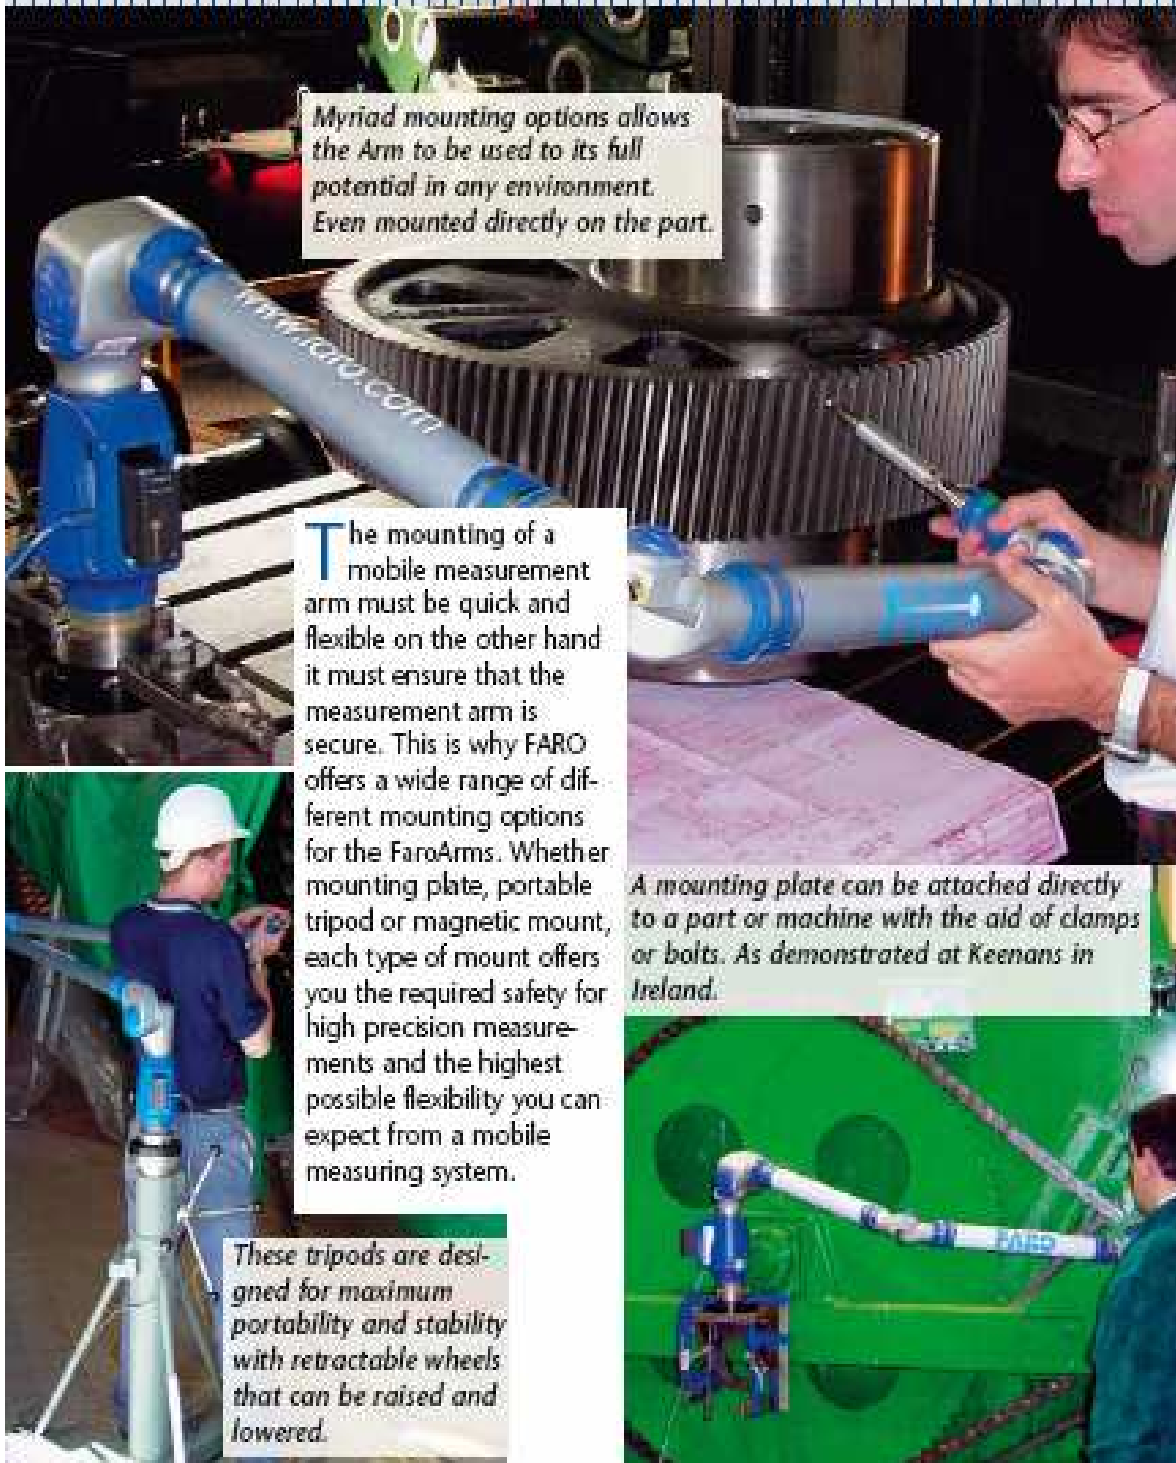 Myriad mounting options allows
the Arm to be used to its full
potential in any environment.
Even mounted directly on the part.
www.faro.com
The mounting of a
mobile measurement
arm must be quick and
flexible on the other hand
it must ensure that the
measurement arm is
secure. This is why FARO
offers a wide range of dif-
ferent mounting options
for the FaroArms. Whether
mounting plate, portable
tripod or magnetic mount,
each type of mount offers
you the required safety for
high precision measure-
ments and the highest
possible flexibility you can
expect from a mobile
measuring system.
A mounting plate can be attached directly
to a part or machine with the aid of clamps
or bolts. As demonstrated at Keenans in
Ireland.
FARO
These tripods are desi-
gned for maximum
portability and stability
with retractable wheels
that can be raised and
lowered.